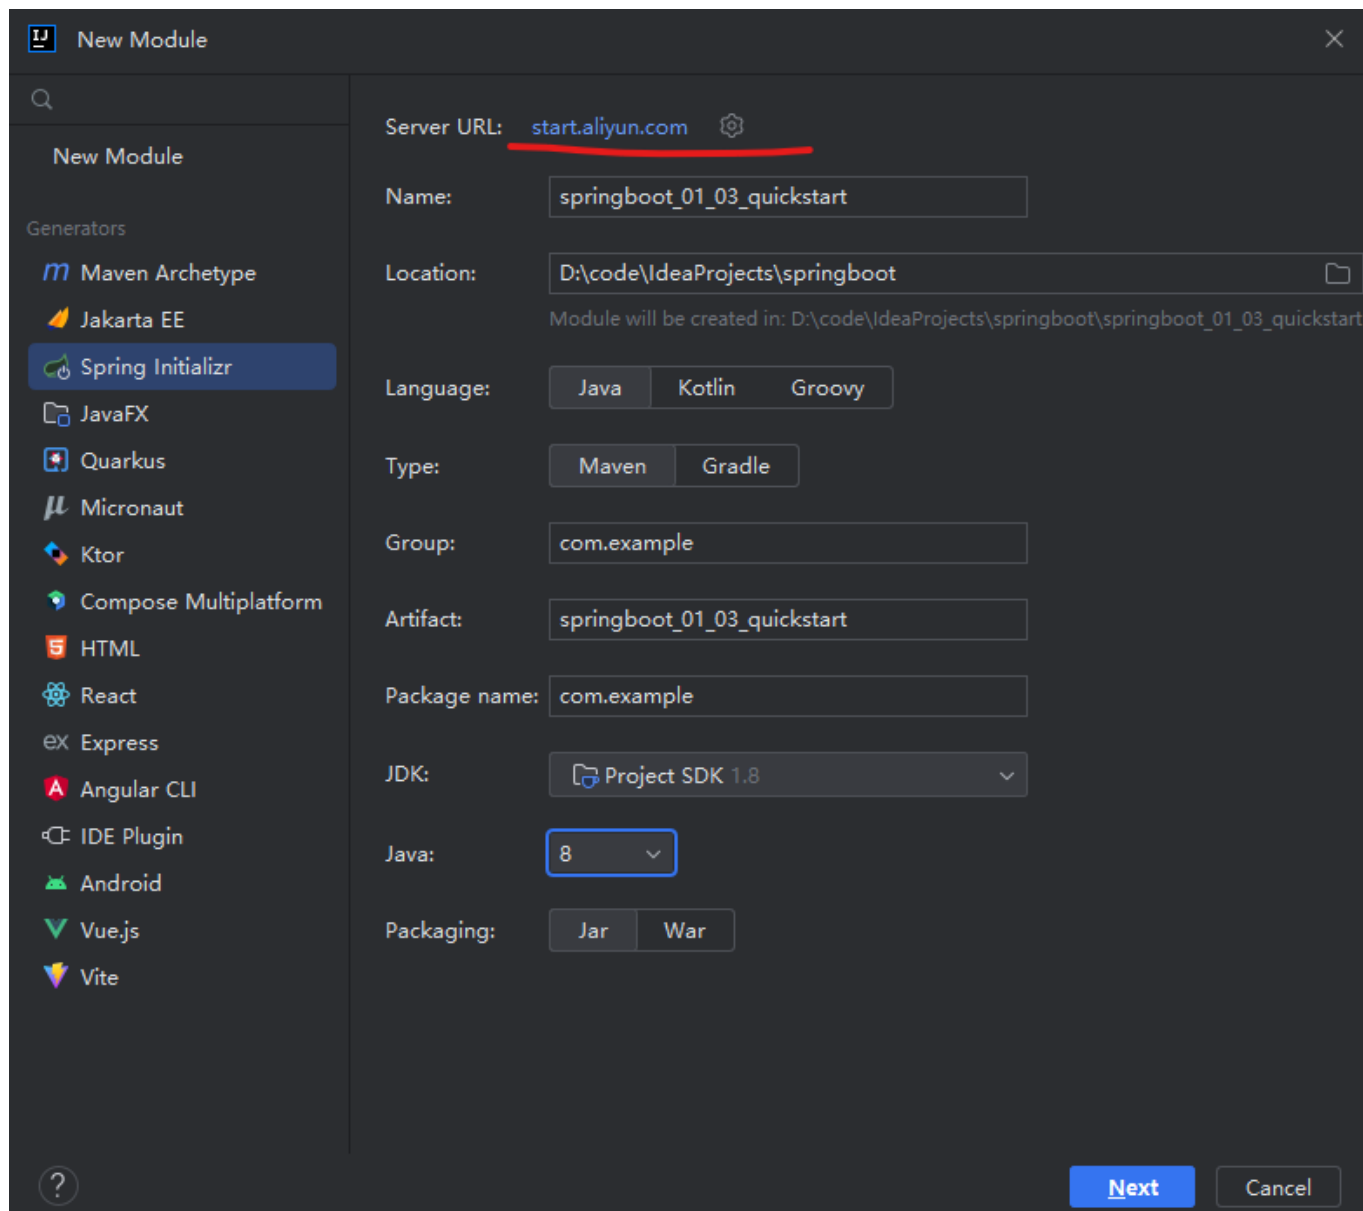 New Module
New Module
Generators
Maven Archetype
Jakarta EE
Spring Initializr
JavaFX
Quarkus
Micronaut
Ktor
Compose Multiplatform
HTML
React
Express
Angular CLI
IDE Plugin
Android
Vue.js
Vite
Server URL: start.aliyun.com
Name: springboot_01_03_quickstart
Location: D:\code\IdeaProjects\springboot
Module will be created in: D:\code\IdeaProjects\springboot\springboot_01_03_quickstart
Language: Java Kotlin Groovy
Type: Maven Gradle
Group: com.example
Artifact: springboot_01_03_quickstart
Package name: com.example
JDK: Project SDK 1.8
Java: 8
Packaging: Jar War
? Next Cancel